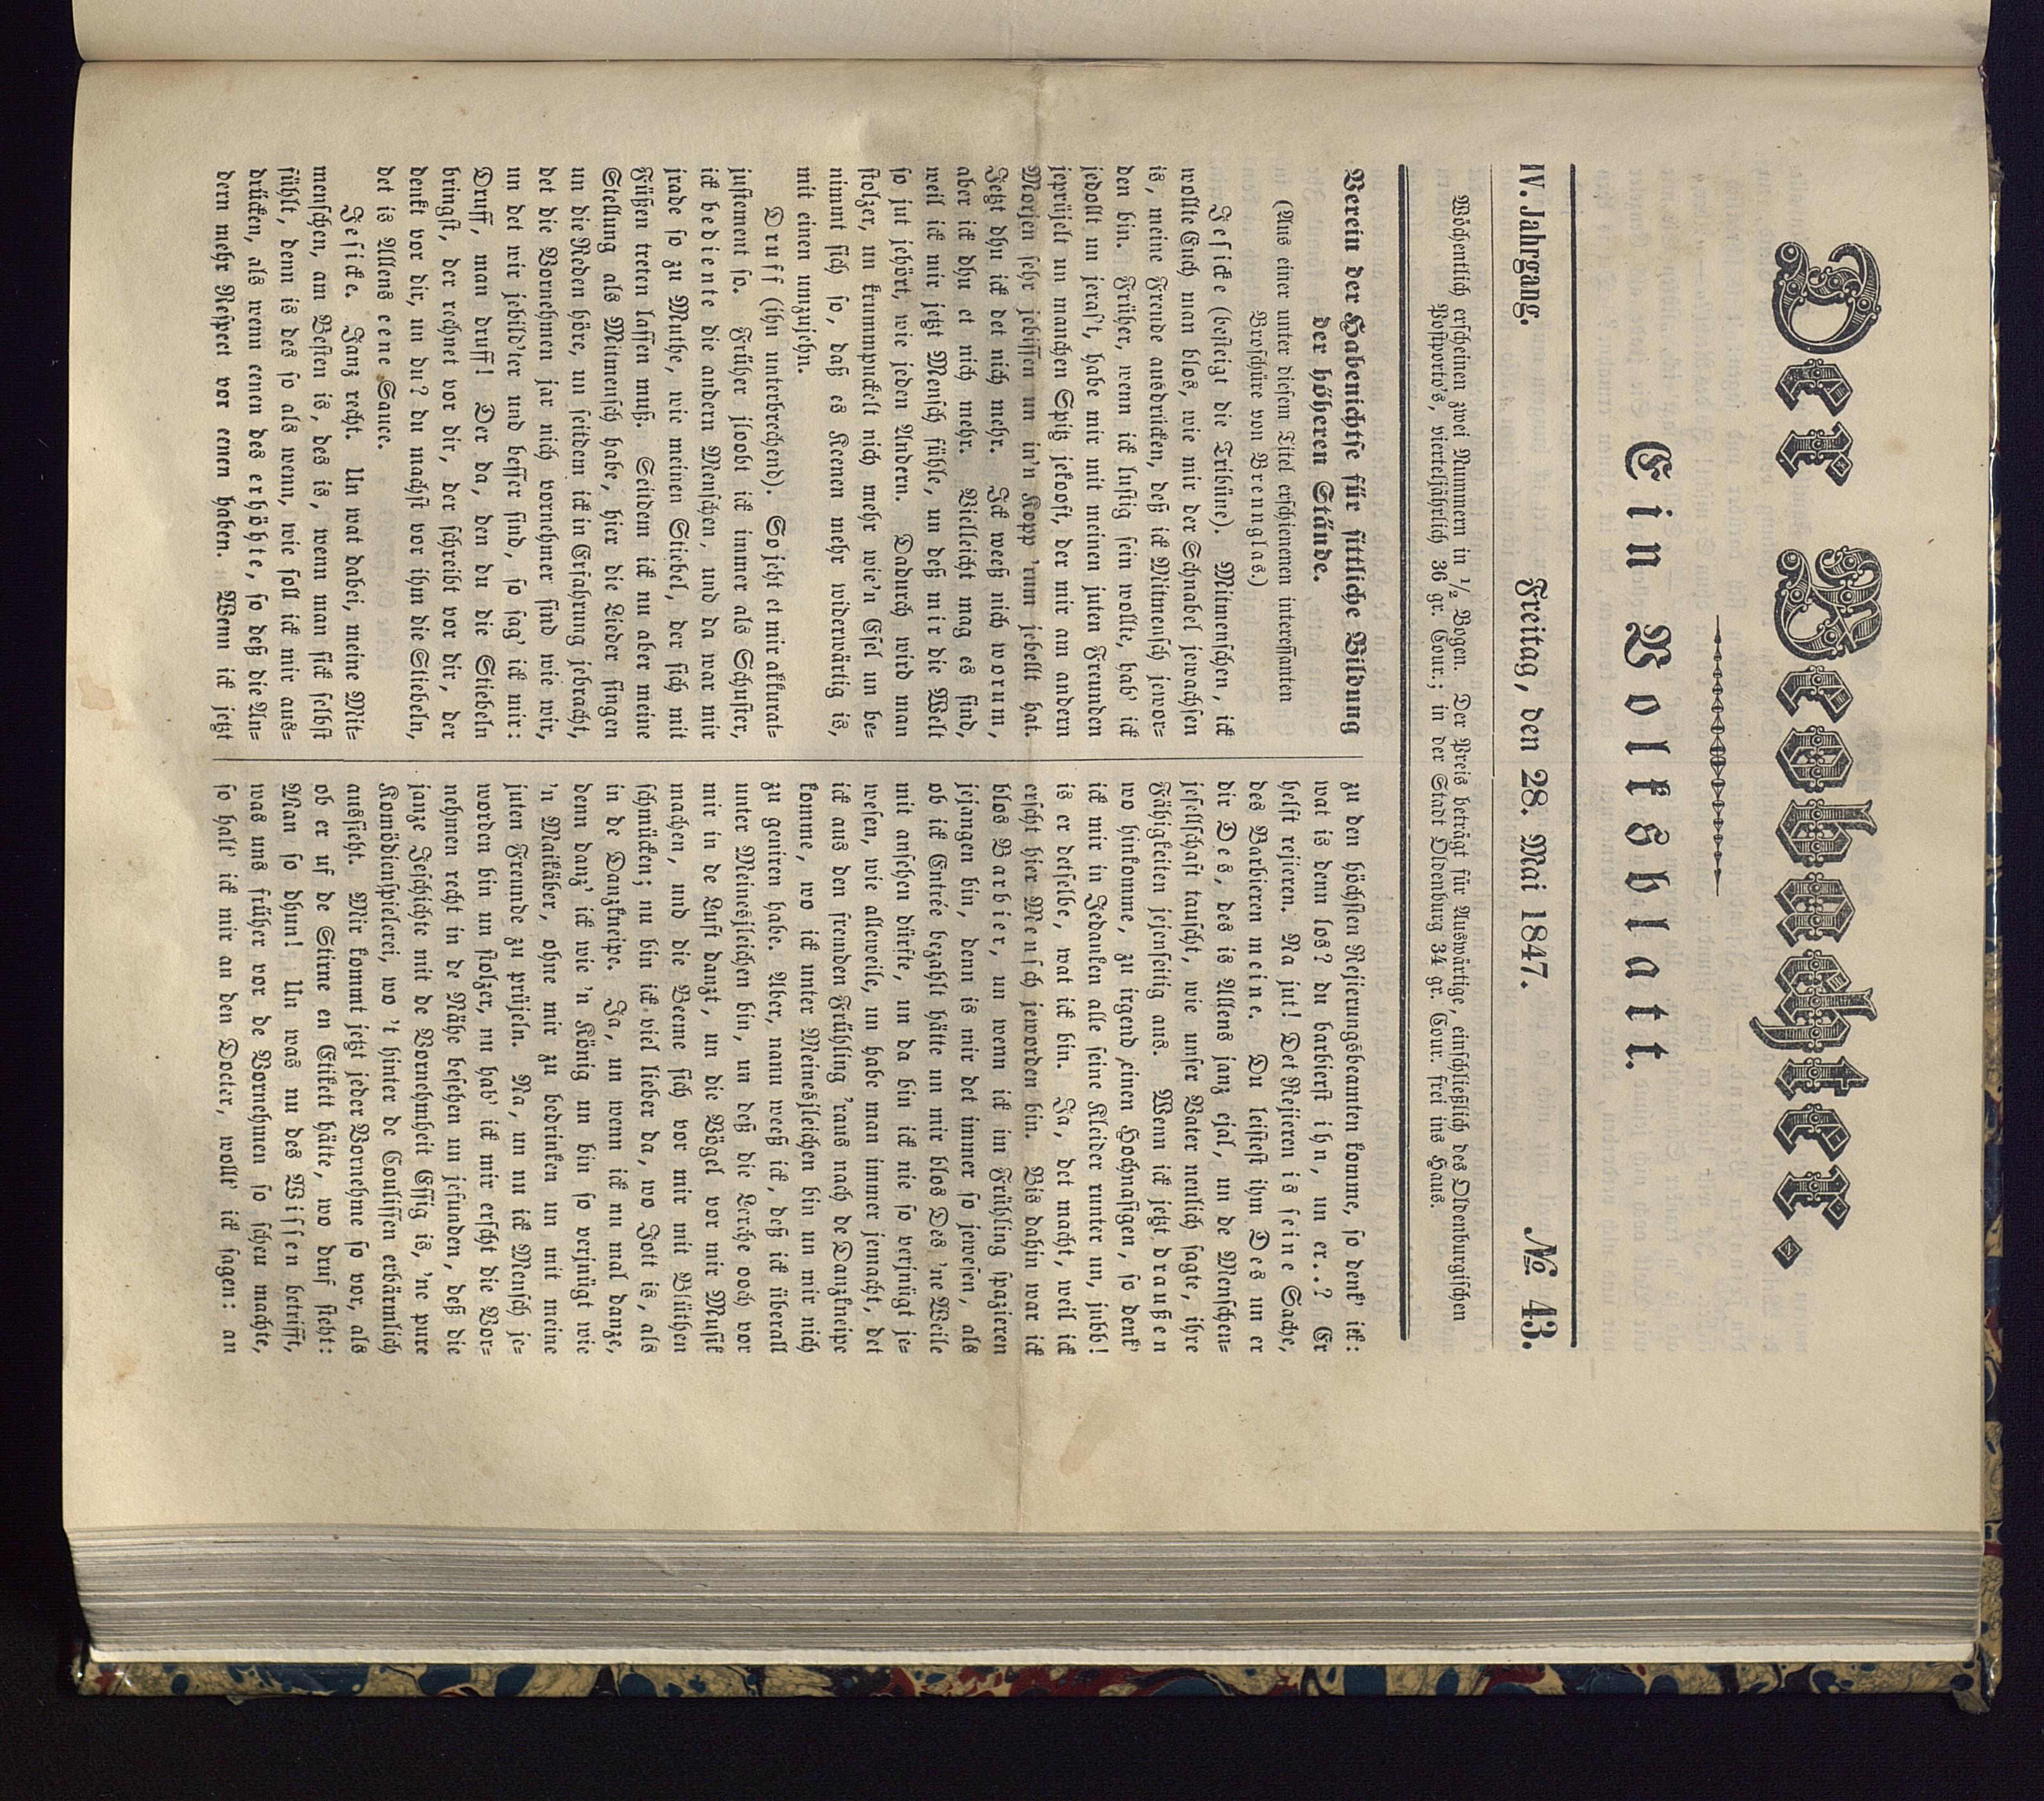 Der Beobachter.
Ein Volksblatt.
IV. Jahrgang. Freitag, den 28. Mai 1847. № 43.
Wöchentlich erscheinen zwei Nummern in ½ Bogen. Der Preis beträgt für Auswärtige, einschließlich des Oldenburgischen
Postporto's, vierteljährlich 36 gr. Cour.; in der Stadt Oldenburg 34 gr. Cour. frei ins Haus.
Verein der Habenichtse für sittliche Bildung
der höheren Stände.
(Aus einer unter diesem Titel erschienenen interessanten
Broschüre von Brennglas.)
Jesicke (besteigt die Tribüne). Mitmenschen, ick
wollte Euch man blos, wie mir der Schnabel jewachsen
is, meine Freude ausdrücken, deß ick Mitmensch jewor-
den bin. Früher, wenn ick lustig sein wollte, hab' ick
jedollt un jeras't, habe mir mit meinen juten Freunden
jeprüjelt un manchen Spitz jekooft, der mir am andern
Morjen sehr jebissen un in'n Kopp 'rum jebellt hat.
Jetzt dhu ick det nich mehr. Ick weeß nich worum,
aber ick dhu et nich mehr. Vielleicht mag es sind,
weil ick mir jetzt Mensch fühle, un deß mir die Welt
so jut jehört, wie jeden Andern. Dadurch wird man
stolzer, un krummpuckelt nich mehr wie'n Esel un be-
nimmt sich so, daß es Keenen mehr widerwärtig is,
mit einen umzujehn.
Druff (ihn unterbrechend). So jeht et mir akkurat-
justement so. Früher jloobt ick immer als Schuster,
ick bediente die andern Menschen, und da war mir
jrade so zu Muthe, wie meinen Stiebel, der sich mit
Füßen treten lassen muß. Seitdem ick nu aber meine
Stellung als Mitmensch habe, hier die Lieder singen
un die Reden höre, un seitdem ick in Erfahrung jebracht,
det die Vornehmen jar nich vornehmer sind wie wir,
un det wir jebild'ter und besser sind, so sag' ick mir:
Druff, man druff! Der da, den du die Stiebeln
bringst, der rechnet vor dir, der schreibt vor dir, der
denkt vor dir, un du? du machst vor ihm die Stiebeln,
det is Allens eene Sauce.
Jesicke. Janz recht. Un wat dabei, meine Mit-
menschen, am Besten is, des is, wenn man sick selbst
fühlt, denn is des so als wenn, wie soll ick mir aus-
drücken, als wenn eenen des erhöhte, so deß die An-
dern mehr Respect vor eenen haben. Wenn ick jetzt
zu den höchsten Rejierungsbeamten komme, so denk' ick:
wat is denn los? du barbierst ihn, un er..? Er
helft rejieren. Na jut! Det Rejieren is seine Sache,
des Barbieren meine. Du leistest ihm Des un er
dir Des, des is Allens janz ejal, un de Menschen-
jesellschaft tauscht, wie unser Vater neulich sagte, ihre
Fähigkeiten jejenseitig aus. Wenn ick jetzt draußen
wo hinkomme, zu irgend einen Hochnasigen, so denk'
ick mir in Jedanken alle seine Kleider runter un, jubb!
is er detselbe, wat ick bin. Ja, det macht, weil ick
erscht hier Mensch jeworden bin. Bis dahin war ick
blos Barbier, un wenn ick im Frühling spazieren
jejangen bin, denn is mir det immer so jewesen, als
ob ick Entrée bezahlt hätte un mir blos Des 'ne Weile
mit ansehen dürfte, un da bin ick nie so verjnügt je-
wesen, wie alleweile, un habe man immer jemacht, det
ick aus den fremden Frühling 'raus nach de Danzkneipe
komme, wo ick unter Meinesjleichen bin un mir nich
zu geniren habe. Aber, nanu weeß ick, deß ick überall
unter Meinesjleichen bin, un deß die Lerche ooch vor
mir in de Luft danzt, un die Vögel vor mir Musik
machen, und die Beeme sich vor mir mit Blüthen
schmücken; nu bin ick viel lieber da, wo Jott is, als
in de Danzkneipe. Ja, un wenn ick nu mal danze,
denn danz' ick wie 'n König un bin so verjnügt wie
'n Maikäber, ohne mir zu bedrinken un mit meine
juten Freunde zu prüjeln. Na, un nu ick Mensch je-
worden bin un stolzer, nu hab' ick mir erscht die Vor-
nehmen recht in de Nähe besehen un jefunden, deß die
janze Jeschichte mit de Vornehmheit Essig is, 'ne pure
Komödienspielerei, wo 't hinter de Coulissen erbärmlich
aussieht. Mir kommt jetzt jeder Vornehme so vor, als
ob er uf de Stirne en Etikett hätte, wo druf steht:
Man so dhun! Un was nu des Wissen betrifft,
was uns früher vor de Vornehmen so scheu machte,
so halt' ick mir an den Docter, wollt' ick sagen: an